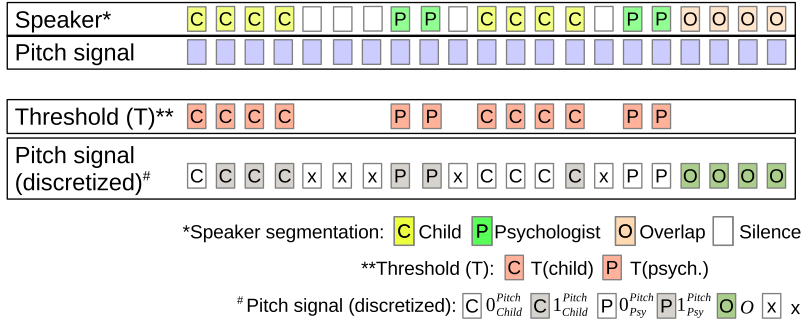 Speaker* C C C C P P C C C C P P O O O O
Pitch signal
Threshold (T)** C C C C P P C C C C P P
Pitch signal
(discretized)# C C C C x x x P P x C C C C x P P O O O O
*Speaker segmentation: C Child P Psychologist O Overlap Silence
**Threshold (T): C T(child) P T(psych.)
# Pitch signal (discretized): C 0^{Pitch}_{Child} C 1^{Pitch}_{Child} P 0^{Pitch}_{Psy} P 1^{Pitch}_{Psy} O O x x